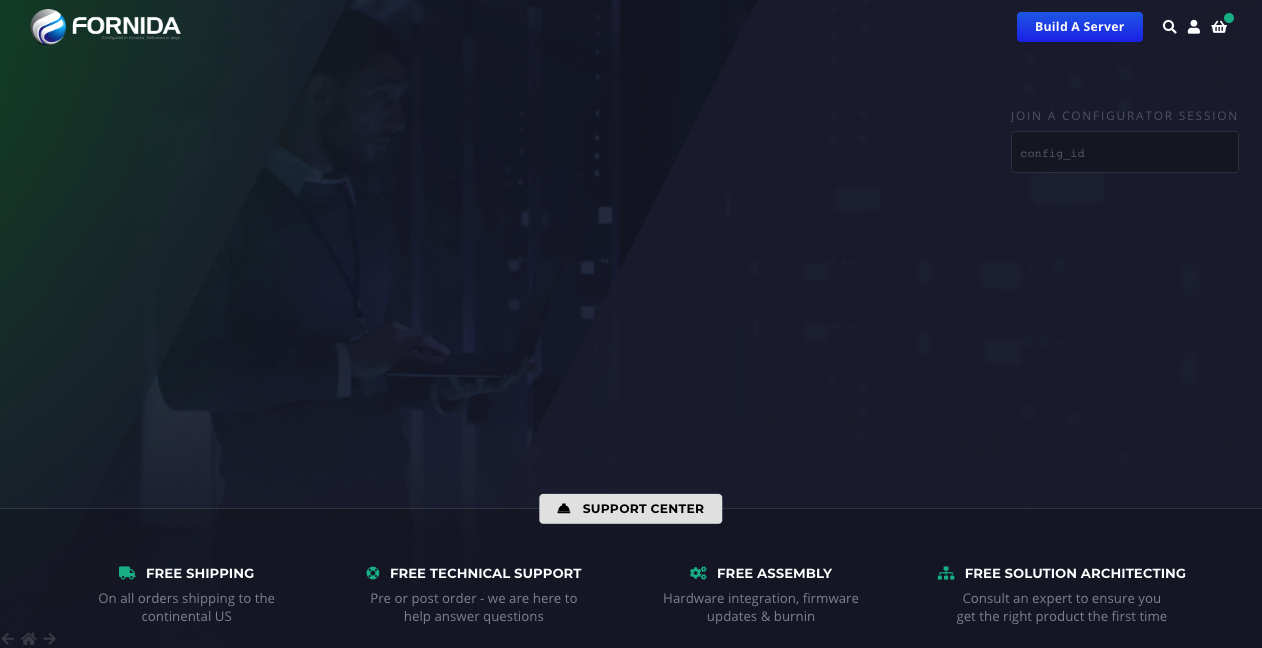 FORNIDA
Build A Server
JOIN A CONFIGURATOR SESSION
config_id
SUPPORT CENTER
FREE SHIPPING
On all orders shipping to the
continental US
FREE TECHNICAL SUPPORT
Pre or post order - we are here to
help answer questions
FREE ASSEMBLY
Hardware integration, firmware
updates & burnin
FREE SOLUTION ARCHITECTING
Consult an expert to ensure you
get the right product the first time